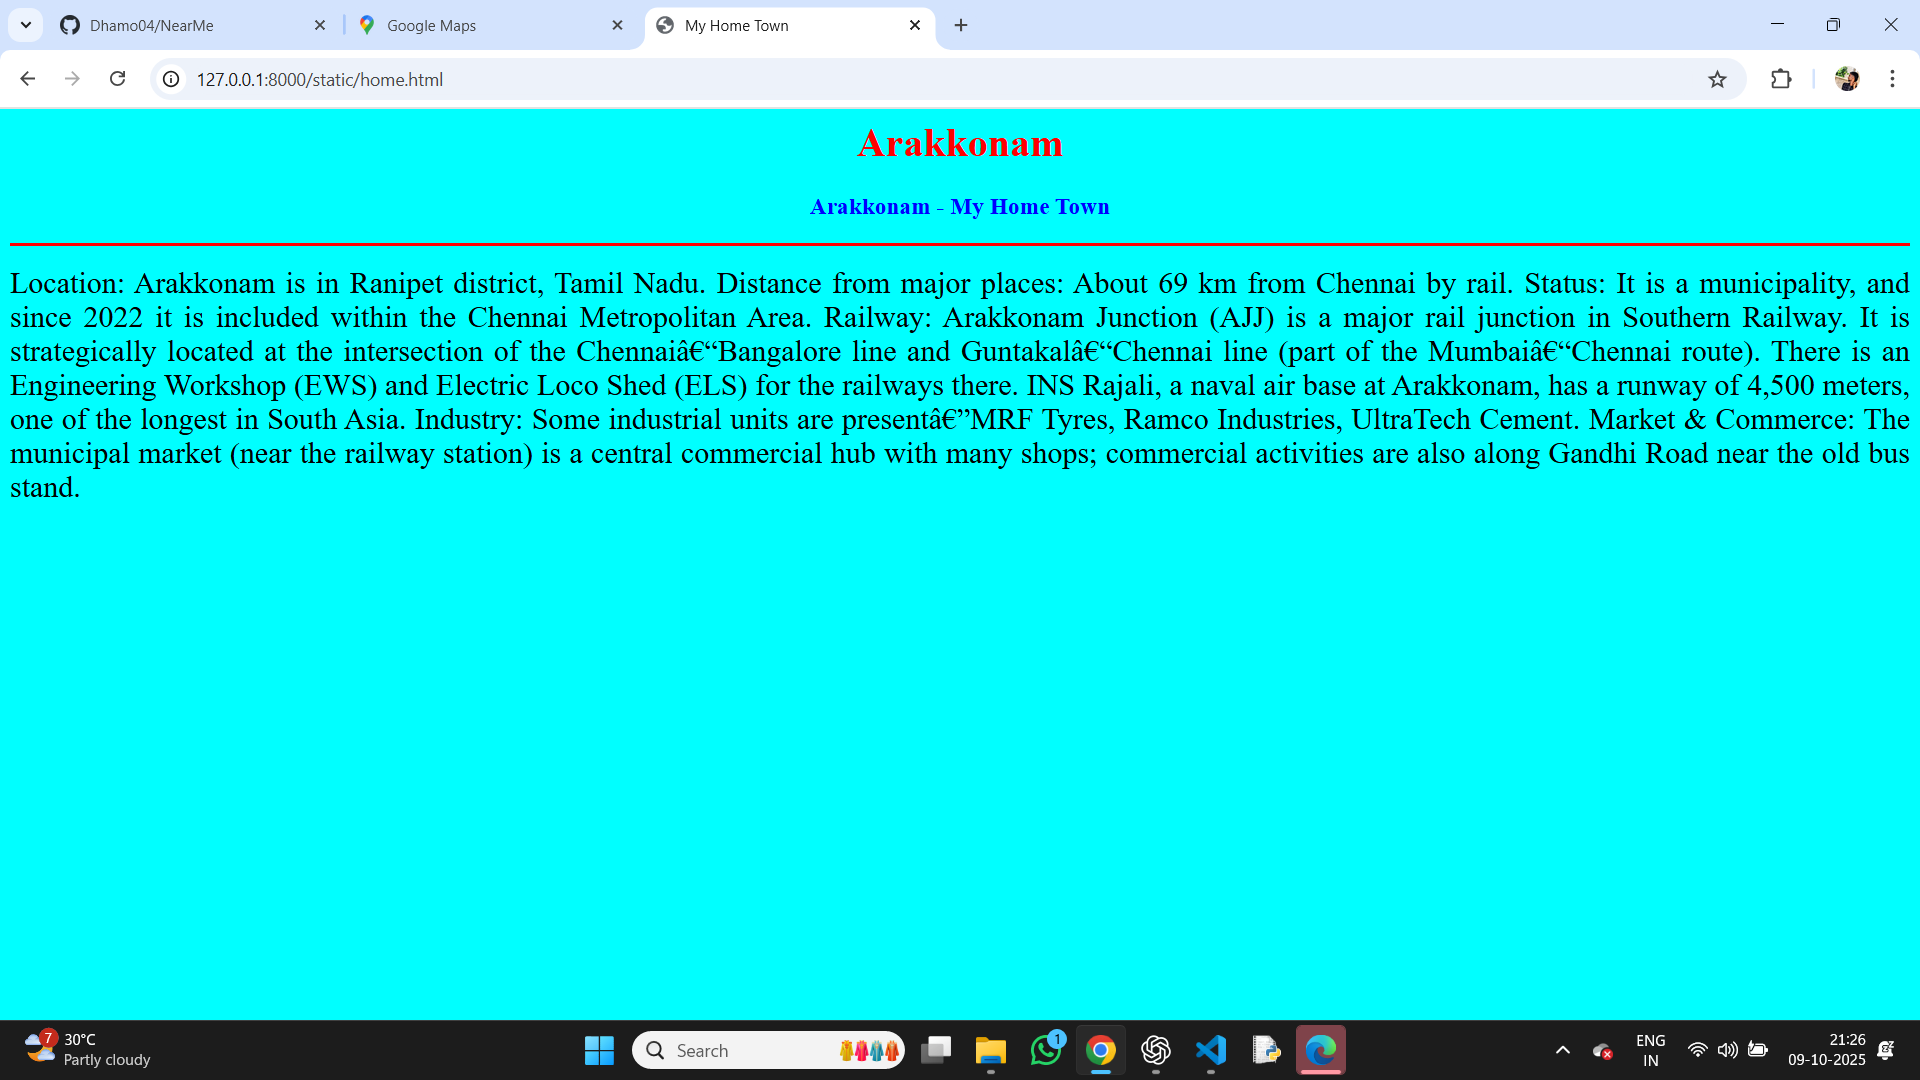 Dhamo04/NearMe
Google Maps
My Home Town
127.0.0.1:8000/static/home.html
Arakkonam
Arakkonam - My Home Town
Location: Arakkonam is in Ranipet district, Tamil Nadu. Distance from major places: About 69 km from Chennai by rail. Status: It is a municipality, and
since 2022 it is included within the Chennai Metropolitan Area. Railway: Arakkonam Junction (AJJ) is a major rail junction in Southern Railway. It is
strategically located at the intersection of the Chennaiâ€“Bangalore line and Guntakalâ€“Chennai line (part of the Mumbaiâ€“Chennai route). There is an
Engineering Workshop (EWS) and Electric Loco Shed (ELS) for the railways there. INS Rajali, a naval air base at Arakkonam, has a runway of 4,500 meters,
one of the longest in South Asia. Industry: Some industrial units are presentâ€”MRF Tyres, Ramco Industries, UltraTech Cement. Market & Commerce: The
municipal market (near the railway station) is a central commercial hub with many shops; commercial activities are also along Gandhi Road near the old bus
stand.
7
30°C
Partly cloudy
Search
1
ENG
IN
21:26
09-10-2025